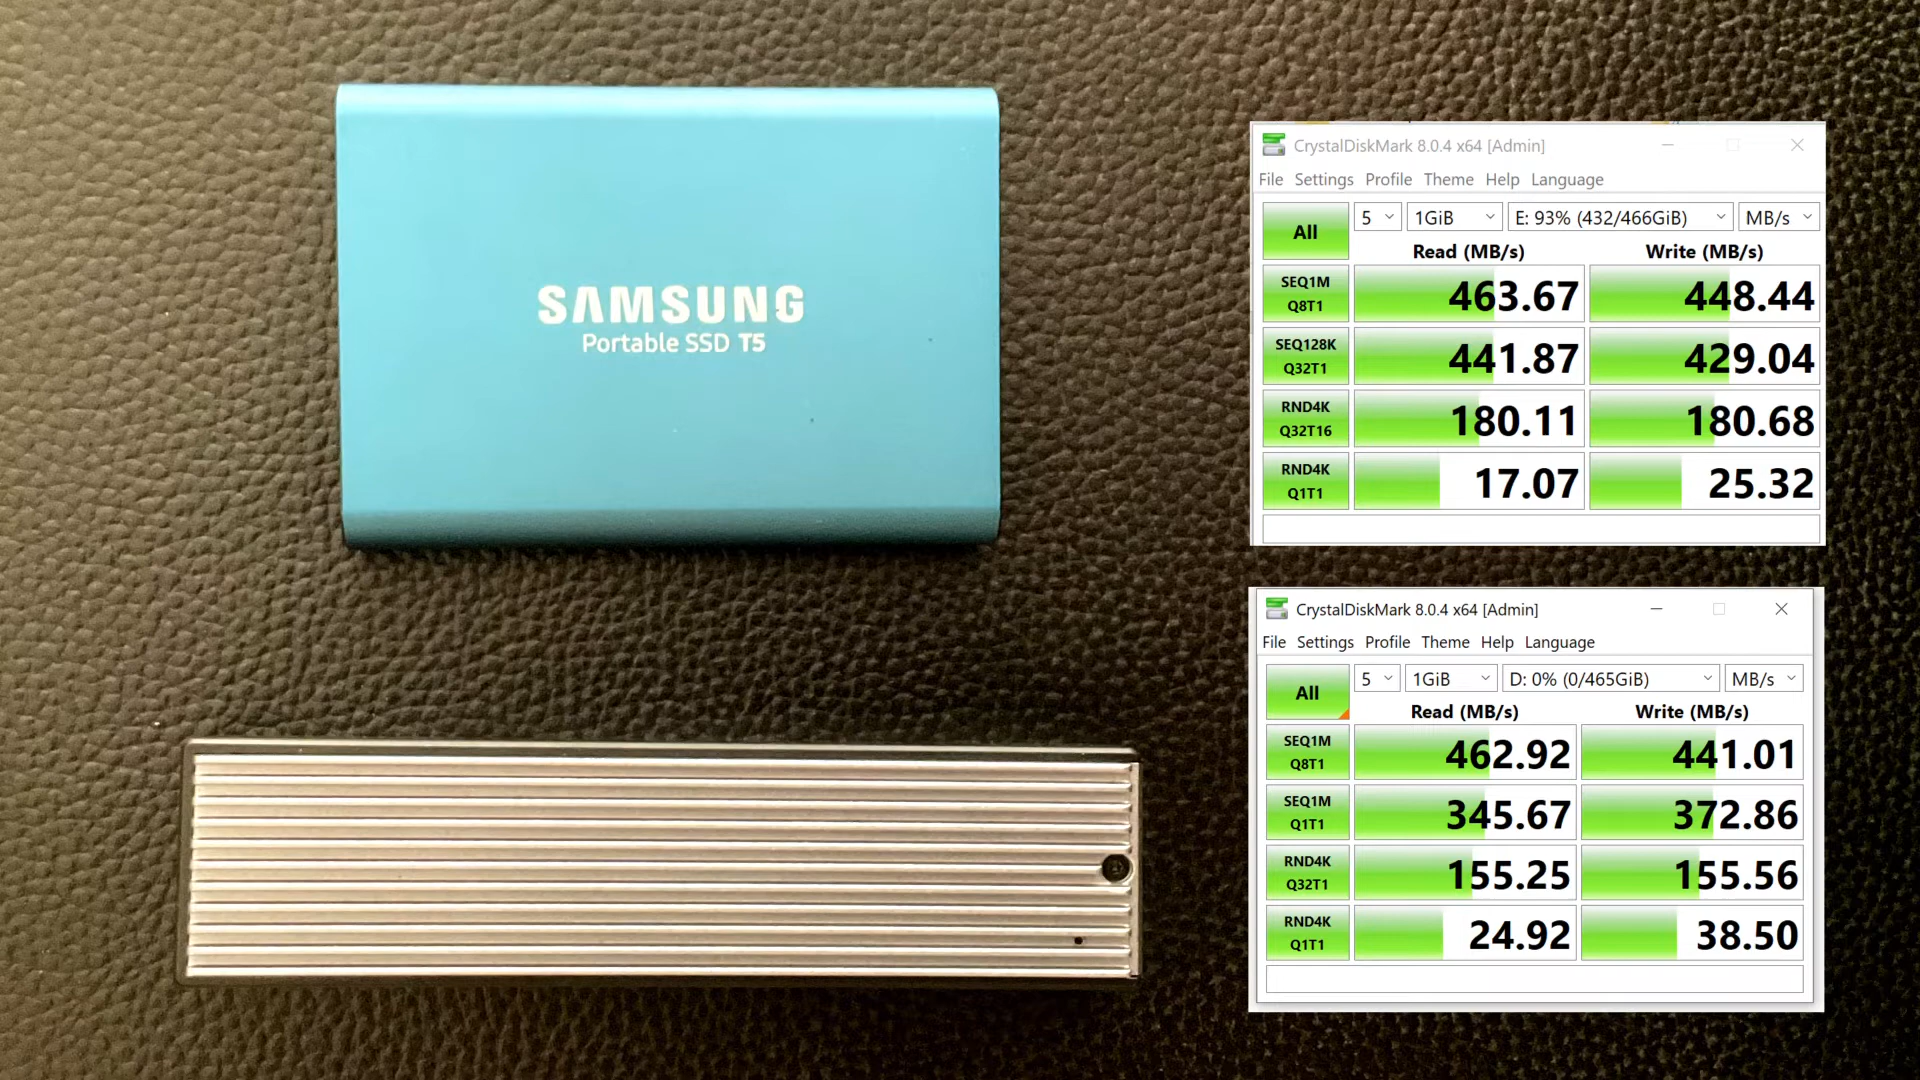 SAMSUNG
Portable SSD T5
CrystalDiskMark 8.0.4 x64 [Admin]
File Settings Profile Theme Help Language
All 5 1GiB E: 93% (432/466GiB) MB/s
Read (MB/s) Write (MB/s)
SEQ1M
Q8T1 463.67 448.44
SEQ128K
Q32T1 441.87 429.04
RND4K
Q32T16 180.11 180.68
RND4K
Q1T1 17.07 25.32
CrystalDiskMark 8.0.4 x64 [Admin]
File Settings Profile Theme Help Language
All 5 1GiB D: 0% (0/465GiB) MB/s
Read (MB/s) Write (MB/s)
SEQ1M
Q8T1 462.92 441.01
SEQ1M
Q1T1 345.67 372.86
RND4K
Q32T1 155.25 155.56
RND4K
Q1T1 24.92 38.50